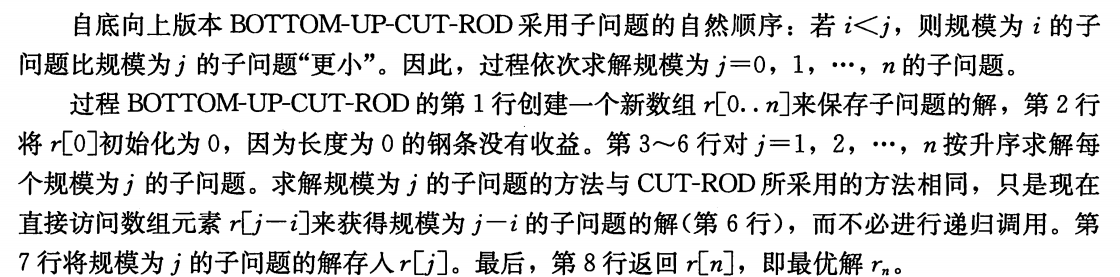 自底向上版本 BOTTOM-UP-CUT-ROD 采用子问题的自然顺序：若 i<j，则规模为 i 的子
问题比规模为 j 的子问题“更小”。因此，过程依次求解规模为 j=0，1，…，n 的子问题。
过程 BOTTOM-UP-CUT-ROD 的第 1 行创建一个新数组 r[0..n]来保存子问题的解，第 2 行
将 r[0]初始化为 0，因为长度为 0 的钢条没有收益。第 3～6 行对 j=1，2，…，n 按升序求解每
个规模为 j 的子问题。求解规模为 j 的子问题的方法与 CUT-ROD 所采用的方法相同，只是现在
直接访问数组元素 r[j−i]来获得规模为 j−i 的子问题的解(第 6 行)，而不必进行递归调用。第
7 行将规模为 j 的子问题的解存入 r[j]。最后，第 8 行返回 r[n]，即最优解 rₙ。